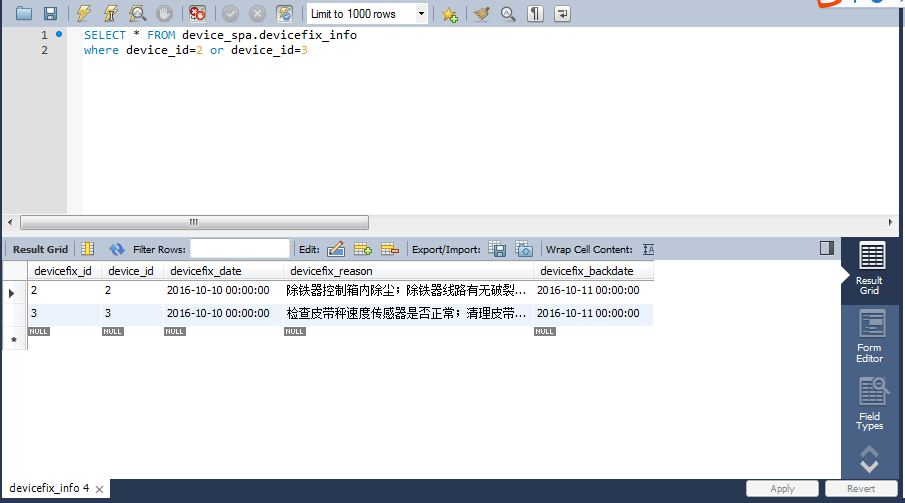 Limit to 1000 rows
1 SELECT * FROM device_spa.devicefix_info
2 where device_id=2 or device_id=3
Result Grid Filter Rows: Edit: Export/Import: Wrap Cell Content:
devicefix_id device_id devicefix_date devicefix_reason devicefix_backdate
2 2 2016-10-10 00:00:00 除铁器控制箱内除尘；除铁器线路有无破裂... 2016-10-11 00:00:00
3 3 2016-10-10 00:00:00 检查皮带秤速度传感器是否正常；清理皮带... 2016-10-11 00:00:00
NULL NULL NULL NULL NULL
Result
Grid
Form
Editor
Field
Types
devicefix_info 4
Apply Revert